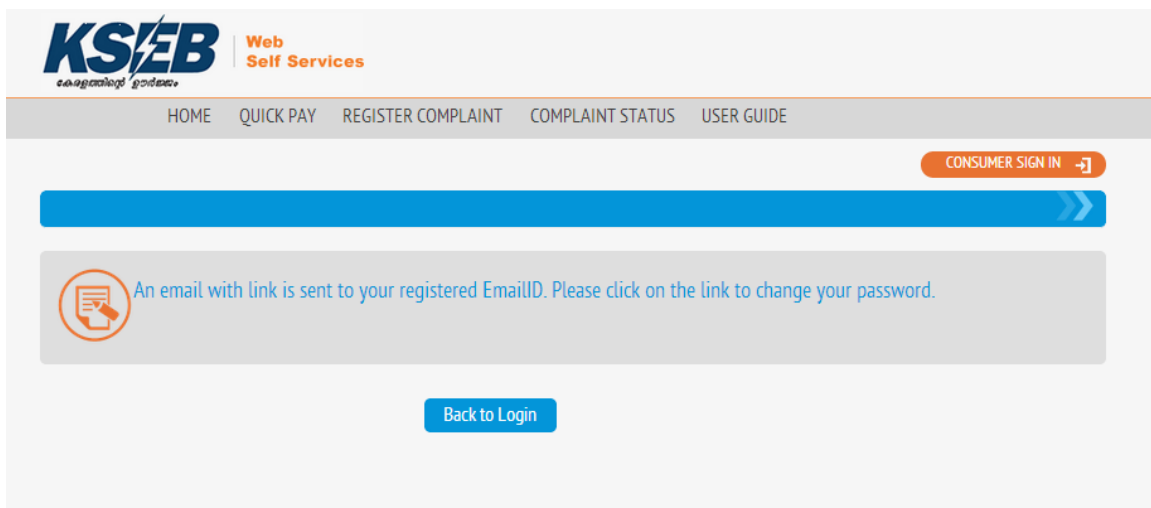 KSEB
Web
Self Services
കേരളത്തിന്റെ ഊർജ്ജം
HOME QUICK PAY REGISTER COMPLAINT COMPLAINT STATUS USER GUIDE
CONSUMER SIGN IN
An email with link is sent to your registered EmailID. Please click on the link to change your password.
Back to Login